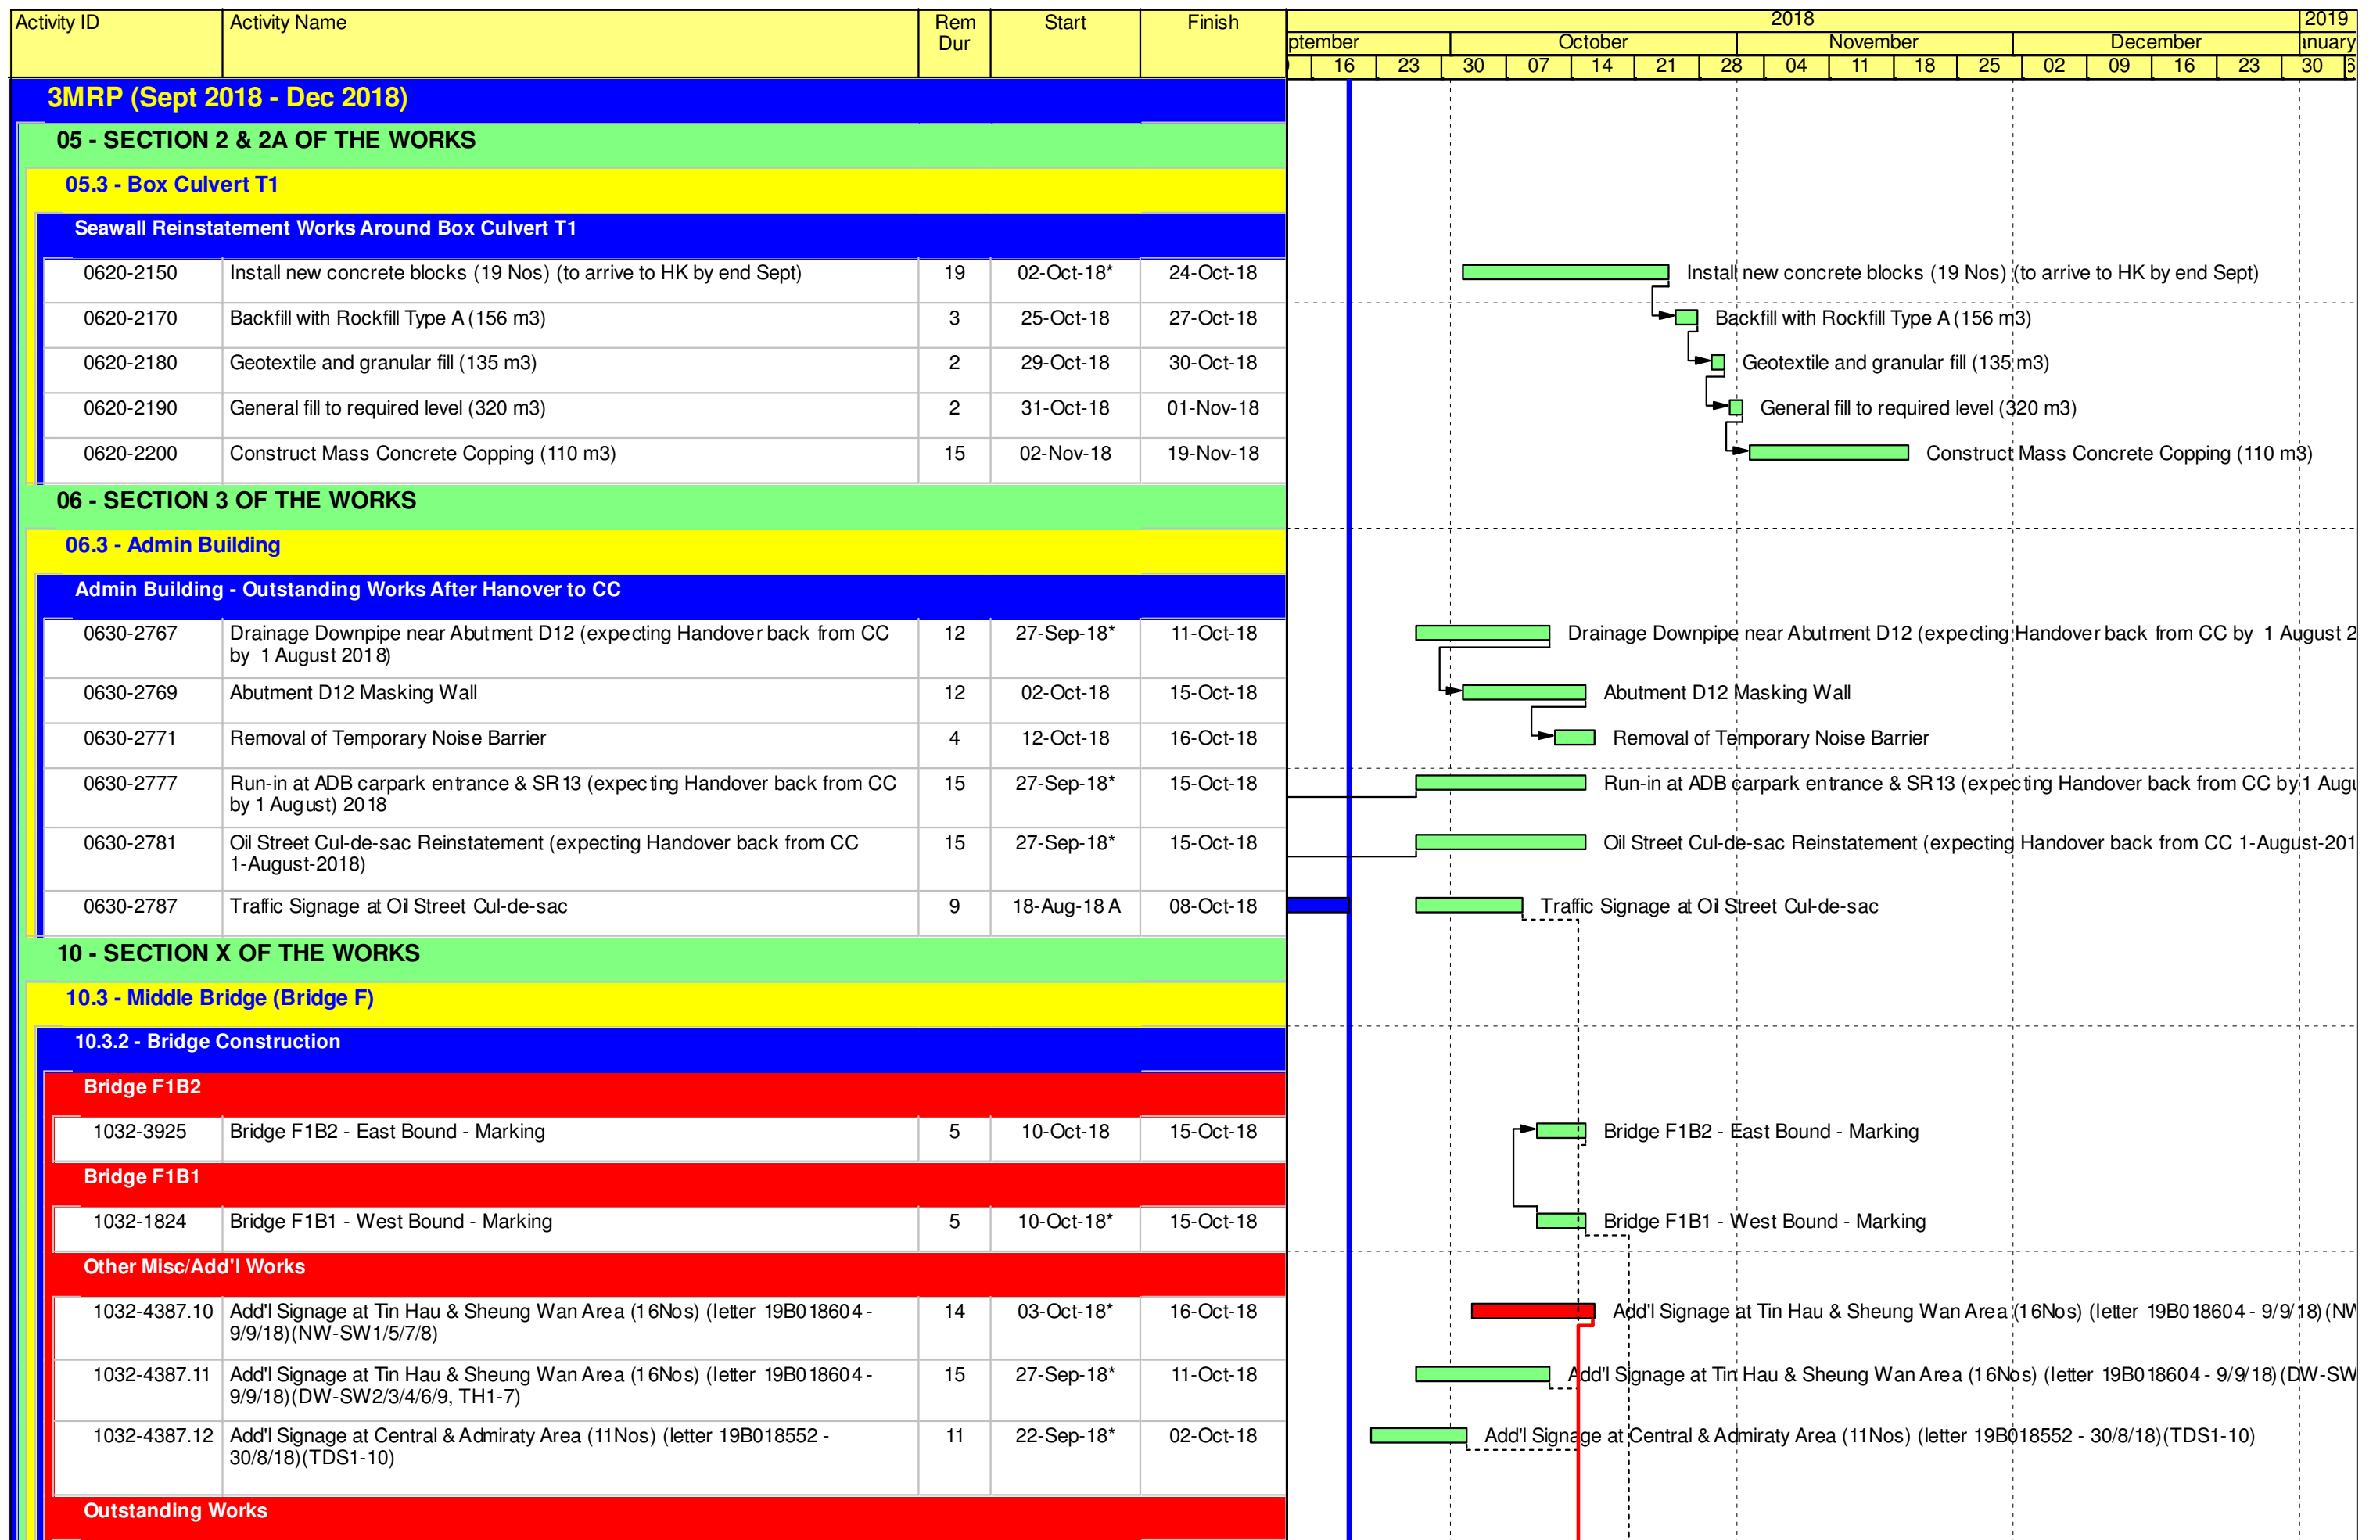 Activity ID Activity Name Rem Dur Start Finish
2018 2019
ptember October November December anuary
16 23 30 07 14 21 28 04 11 18 25 02 09 16 23 30
3MRP (Sept 2018 - Dec 2018)
05 - SECTION 2 & 2A OF THE WORKS
05.3 - Box Culvert T1
Seawall Reinstatement Works Around Box Culvert T1
0620-2150 Install new concrete blocks (19 Nos) (to arrive to HK by end Sept) 19 02-Oct-18* 24-Oct-18 Install new concrete blocks (19 Nos) (to arrive to HK by end Sept)
0620-2170 Backfill with Rockfill Type A (156 m3) 3 25-Oct-18 27-Oct-18 Backfill with Rockfill Type A (156 m3)
0620-2180 Geotextile and granular fill (135 m3) 2 29-Oct-18 30-Oct-18 Geotextile and granular fill (135 m3)
0620-2190 General fill to required level (320 m3) 2 31-Oct-18 01-Nov-18 General fill to required level (320 m3)
0620-2200 Construct Mass Concrete Copping (110 m3) 15 02-Nov-18 19-Nov-18 Construct Mass Concrete Copping (110 m3)
06 - SECTION 3 OF THE WORKS
06.3 - Admin Building
Admin Building - Outstanding Works After Hanover to CC
0630-2767 Drainage Downpipe near Abutment D12 (expecting Handover back from CC 12 27-Sep-18* 11-Oct-18 Drainage Downpipe near Abutment D12 (expecting Handover back from CC by 1 August 2
by 1 August 2018)
0630-2769 Abutment D12 Masking Wall 12 02-Oct-18 15-Oct-18 Abutment D12 Masking Wall
0630-2771 Removal of Temporary Noise Barrier 4 12-Oct-18 16-Oct-18 Removal of Temporary Noise Barrier
0630-2777 Run-in at ADB carpark entrance & SR13 (expecting Handover back from CC 15 27-Sep-18* 15-Oct-18 Run-in at ADB carpark entrance & SR13 (expecting Handover back from CC by 1 Augu
by 1 August) 2018
0630-2781 Oil Street Cul-de-sac Reinstatement (expecting Handover back from CC 15 27-Sep-18* 15-Oct-18 Oil Street Cul-de-sac Reinstatement (expecting Handover back from CC 1-August-201
1-August-2018)
0630-2787 Traffic Signage at Oil Street Cul-de-sac 9 18-Aug-18 A 08-Oct-18 Traffic Signage at Oil Street Cul-de-sac
10 - SECTION X OF THE WORKS
10.3 - Middle Bridge (Bridge F)
10.3.2 - Bridge Construction
Bridge F1B2
1032-3925 Bridge F1B2 - East Bound - Marking 5 10-Oct-18 15-Oct-18 Bridge F1B2 - East Bound - Marking
Bridge F1B1
1032-1824 Bridge F1B1 - West Bound - Marking 5 10-Oct-18* 15-Oct-18 Bridge F1B1 - West Bound - Marking
Other Misc/Add'l Works
1032-4387.10 Add'l Signage at Tin Hau & Sheung Wan Area (16Nos) (letter 19B018604 - 14 03-Oct-18* 16-Oct-18 Add'l Signage at Tin Hau & Sheung Wan Area (16Nos) (letter 19B018604 - 9/9/18)(NW
9/9/18)(NW-SW1/5/7/8)
1032-4387.11 Add'l Signage at Tin Hau & Sheung Wan Area (16Nos) (letter 19B018604 - 15 27-Sep-18* 11-Oct-18 Add'l Signage at Tin Hau & Sheung Wan Area (16Nos) (letter 19B018604 - 9/9/18)(DW-SW
9/9/18)(DW-SW2/3/4/6/9, TH1-7)
1032-4387.12 Add'l Signage at Central & Admiraty Area (11Nos) (letter 19B018552 - 11 22-Sep-18* 02-Oct-18 Add'l Signage at Central & Admiraty Area (11Nos) (letter 19B018552 - 30/8/18)(TDS1-10)
30/8/18)(TDS1-10)
Outstanding Works